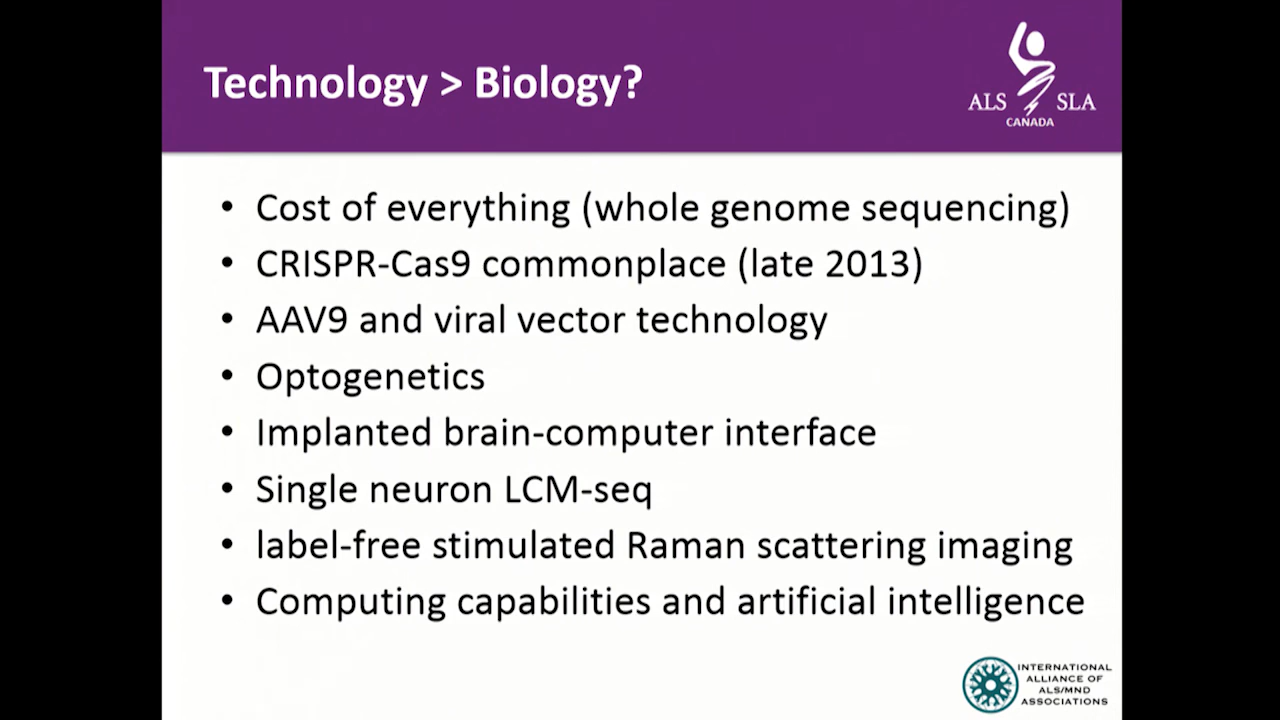 Technology > Biology?
ALS SLA
CANADA
• Cost of everything (whole genome sequencing)
• CRISPR-Cas9 commonplace (late 2013)
• AAV9 and viral vector technology
• Optogenetics
• Implanted brain-computer interface
• Single neuron LCM-seq
• label-free stimulated Raman scattering imaging
• Computing capabilities and artificial intelligence
INTERNATIONAL
ALLIANCE OF
ALS/MND
ASSOCIATIONS